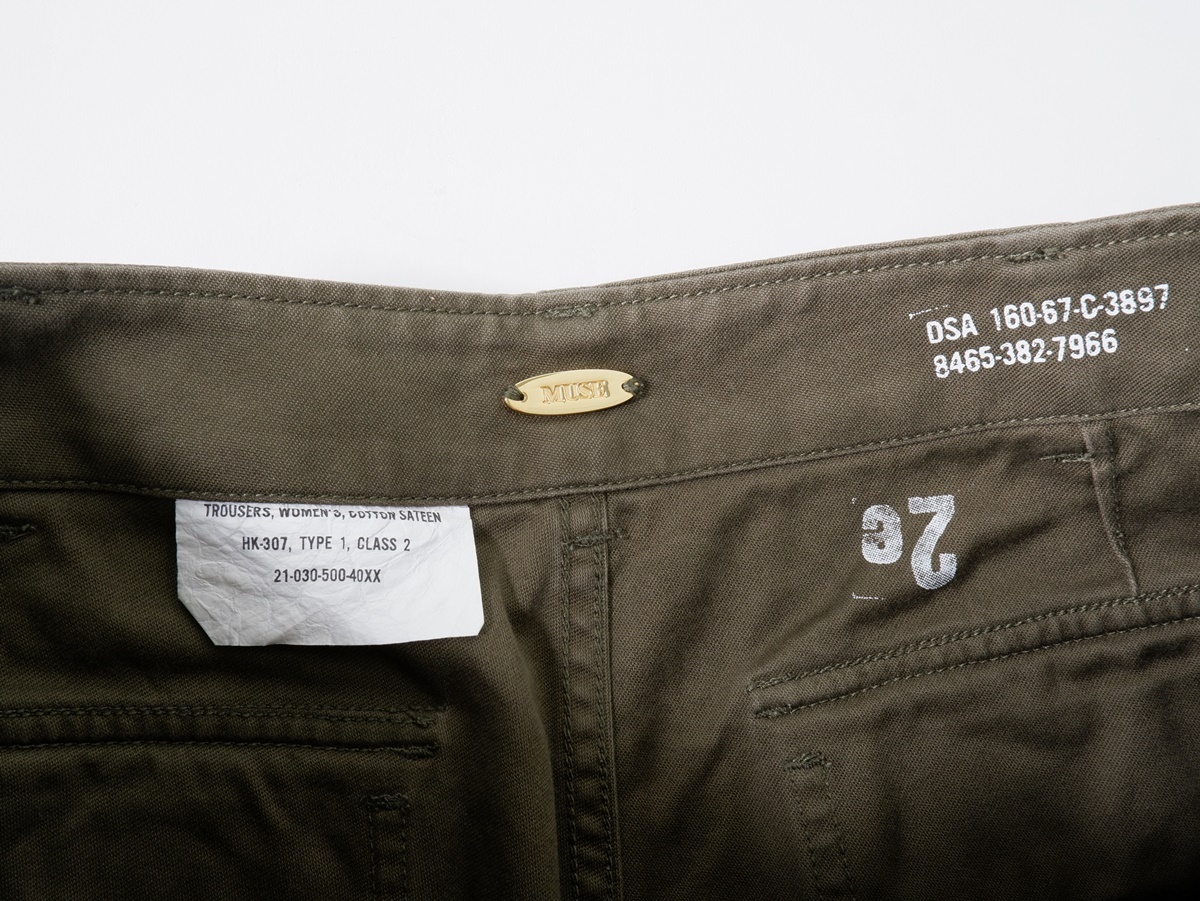 DSA 160-67-C-3897
8465-382-7966
MUSE
TROUSERS, WOMEN'S, COTTON SATEEN
HK-307, TYPE 1, CLASS 2
21-030-500-40XX